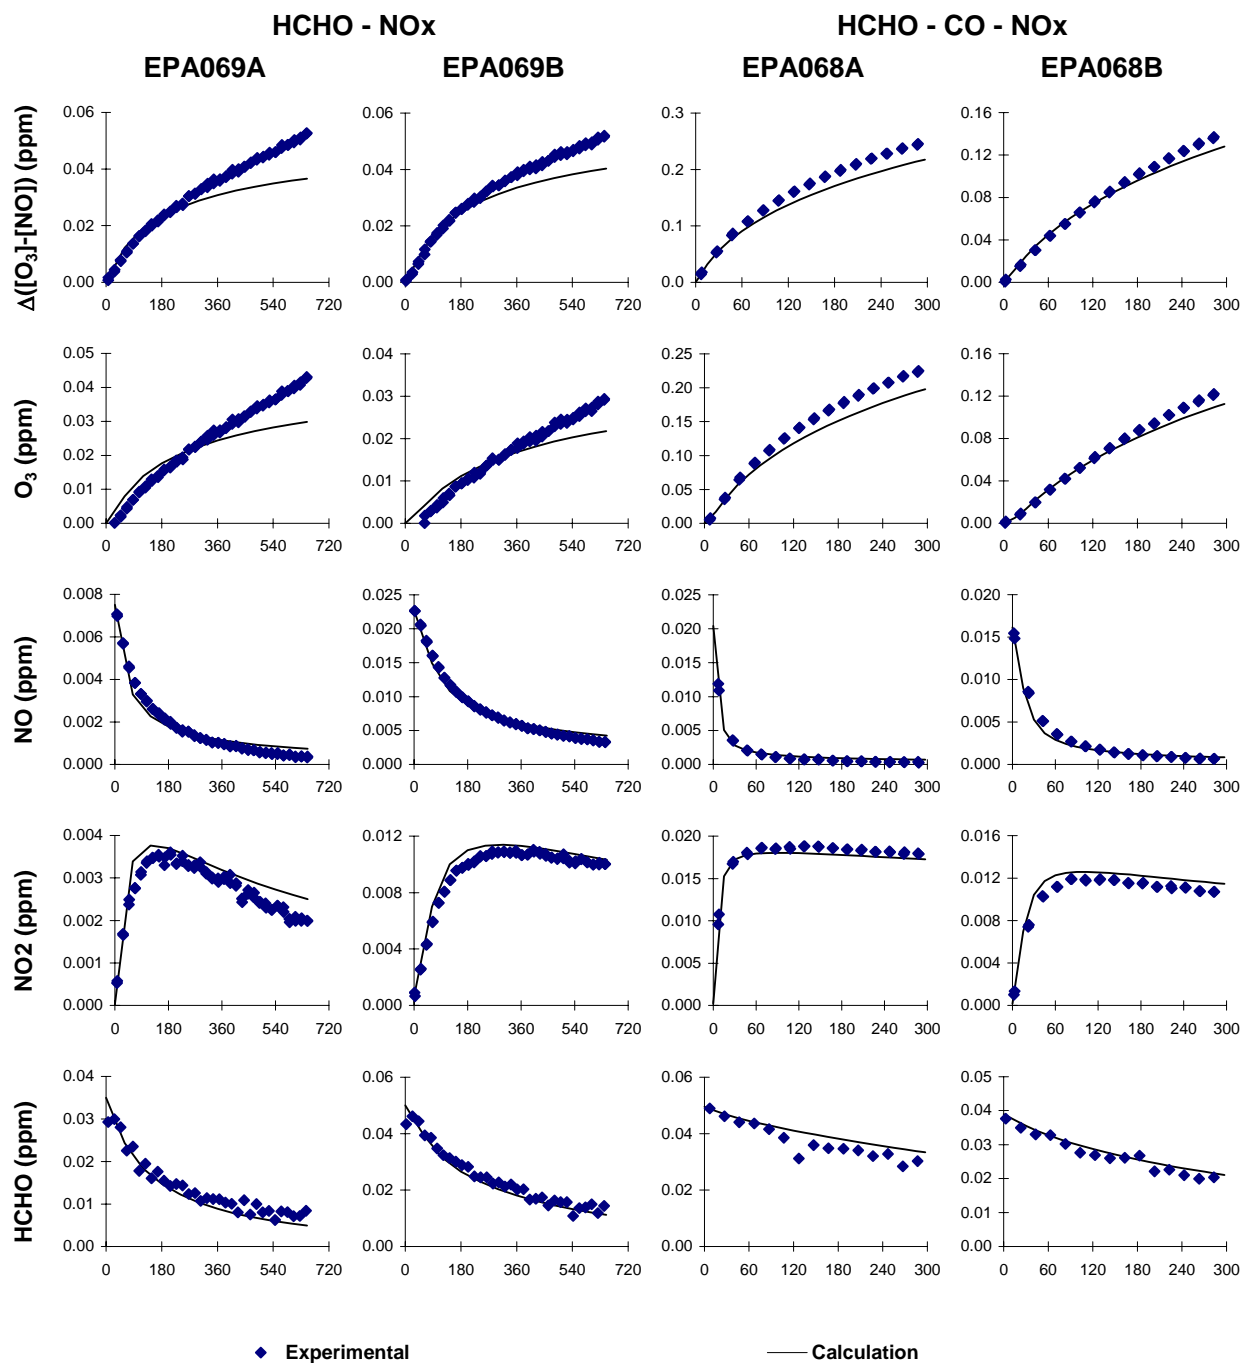 HCHO - NOx HCHO - CO - NOx
EPA069A EPA069B EPA068A EPA068B
Δ([O₃]-[NO]) (ppm)
0.06 0.06 0.3 0.16
0.04 0.04 0.2 0.12
0.08
0.02 0.02 0.1 0.04
0.00 0.00 0.0 0.00
0 180 360 540 720 0 180 360 540 720 0 60 120 180 240 300 0 60 120 180 240 300
O₃ (ppm)
0.05 0.04 0.25 0.16
0.04 0.03 0.20 0.12
0.03 0.02 0.15 0.08
0.02 0.01 0.10 0.04
0.01 0.05
0.00 0.00 0.00 0.00
0 180 360 540 720 0 180 360 540 720 0 60 120 180 240 300 0 60 120 180 240 300
NO (ppm)
0.008 0.025 0.025 0.020
0.006 0.020 0.020 0.015
0.004 0.015 0.015 0.010
0.002 0.010 0.010 0.005
0.005 0.005
0.000 0.000 0.000 0.000
0 180 360 540 720 0 180 360 540 720 0 60 120 180 240 300 0 60 120 180 240 300
NO2 (ppm)
0.004 0.012 0.020 0.016
0.003 0.008 0.015 0.012
0.002 0.004 0.010 0.008
0.001 0.005 0.004
0.000 0.000 0.000 0.000
0 180 360 540 720 0 180 360 540 720 0 60 120 180 240 300 0 60 120 180 240 300
HCHO (ppm)
0.04 0.06 0.06 0.05
0.03 0.04 0.04 0.04
0.02 0.02 0.02 0.03
0.01 0.02
0.01
0.00 0.00 0.00 0.00
0 180 360 540 720 0 180 360 540 720 0 60 120 180 240 300 0 60 120 180 240 300
Experimental Calculation